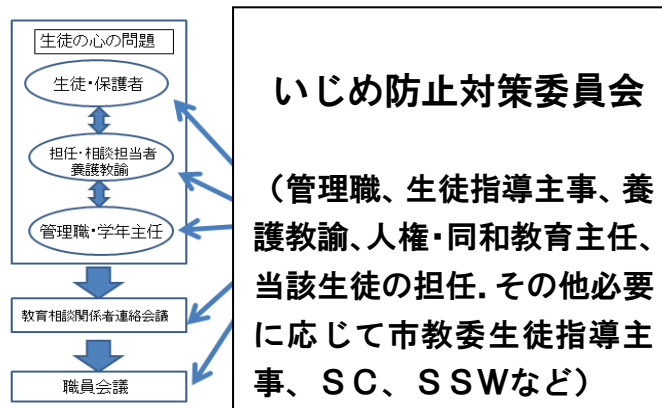 生徒の心の問題
生徒・保護者
担任・相談担当者
養護教諭
管理職・学年主任
教育相談関係者連絡会議
職員会議
いじめ防止対策委員会
（管理職、生徒指導主事、養
護教諭、人権・同和教育主任、
当該生徒の担任．その他必要
に応じて市教委生徒指導主
事、ＳＣ、ＳＳＷなど）